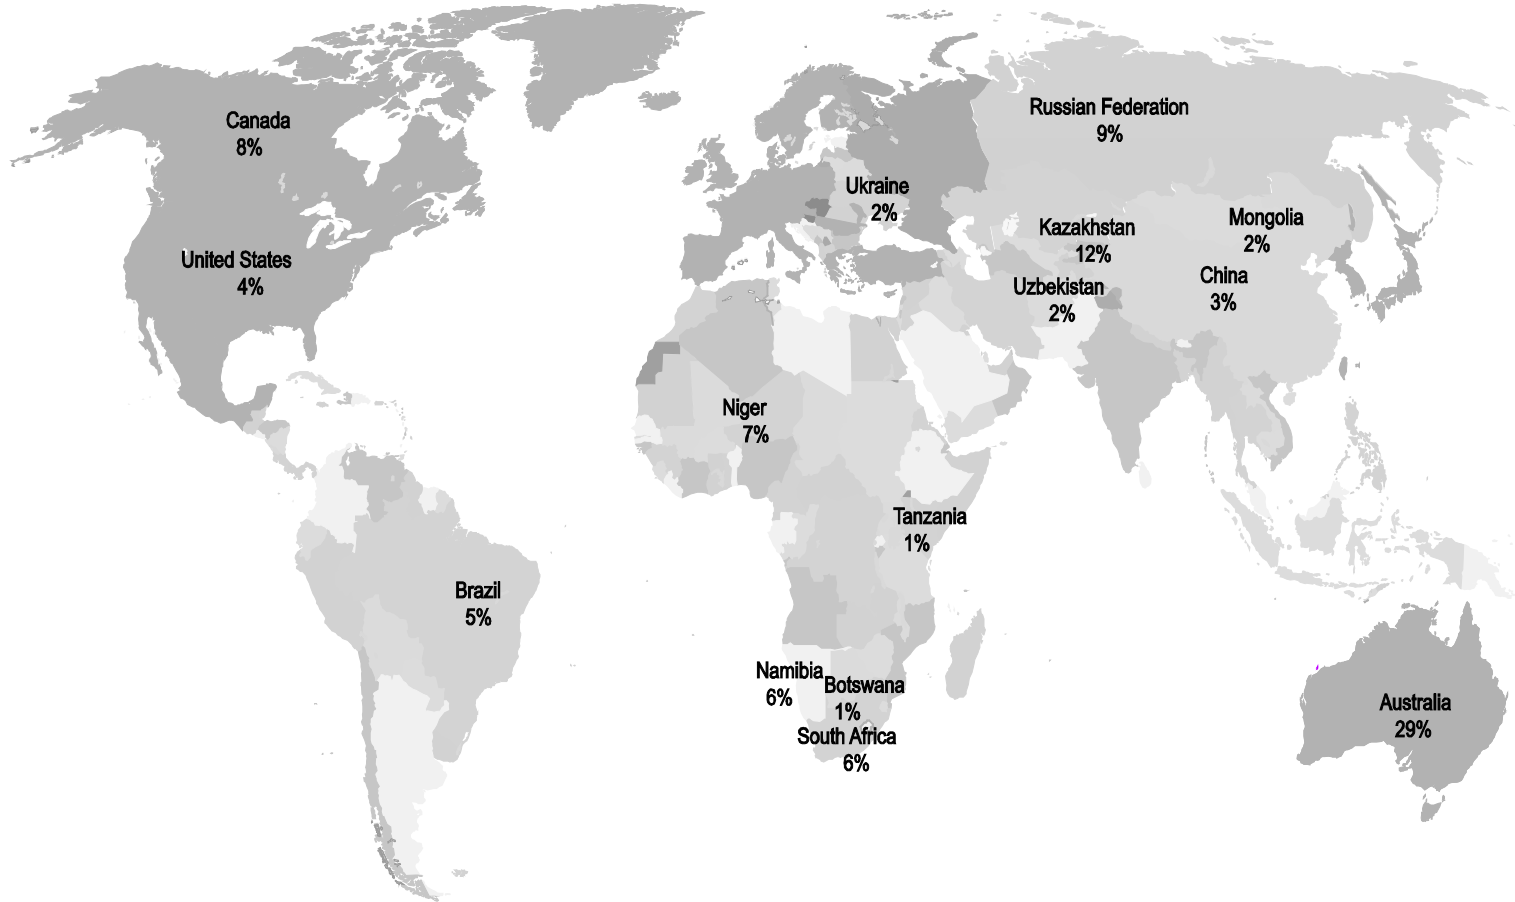 Canada
8%
United States
4%
Brazil
5%
Russian Federation
9%
Ukraine
2%
Kazakhstan
12%
Mongolia
2%
Uzbekistan
2%
China
3%
Niger
7%
Tanzania
1%
Namibia
6%
Botswana
1%
South Africa
6%
Australia
29%